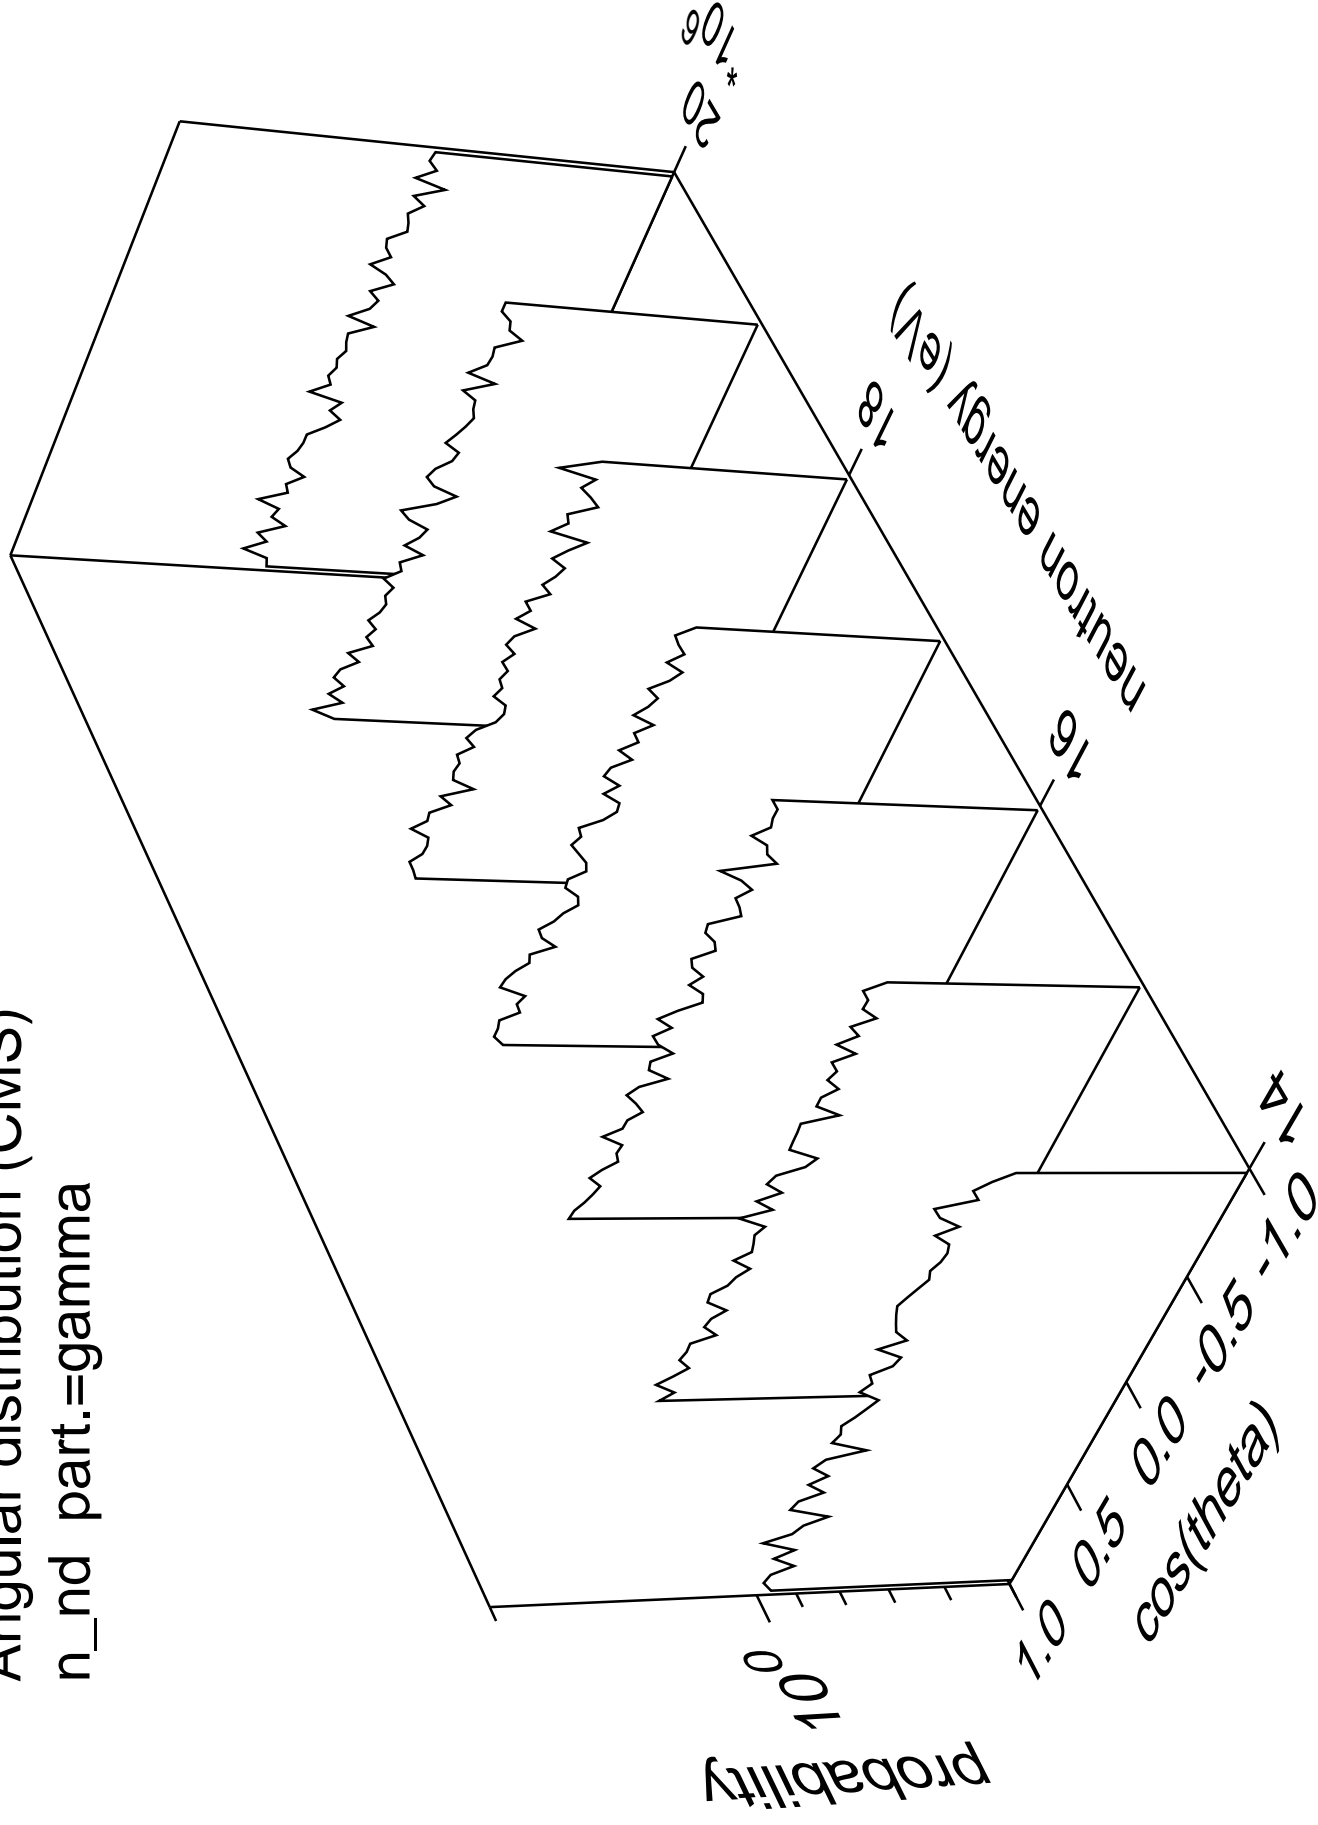 Angular distribution (CMS)
n_nd part.=gamma
probability
10^0
1.0 0.5 0.0 -0.5 -1.0
cos(theta)
14 16 18 20
* 10^6
neutron energy (eV)